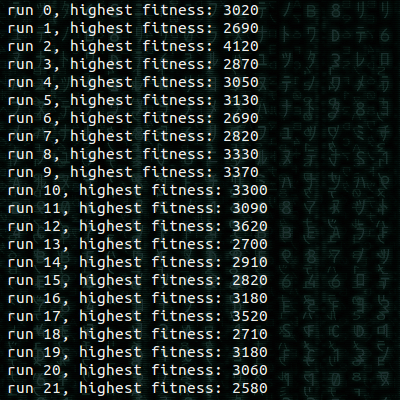 run 0, highest fitness: 3020
run 1, highest fitness: 2690
run 2, highest fitness: 4120
run 3, highest fitness: 2870
run 4, highest fitness: 3050
run 5, highest fitness: 3130
run 6, highest fitness: 2690
run 7, highest fitness: 2820
run 8, highest fitness: 3330
run 9, highest fitness: 3370
run 10, highest fitness: 3300
run 11, highest fitness: 3090
run 12, highest fitness: 3620
run 13, highest fitness: 2700
run 14, highest fitness: 2910
run 15, highest fitness: 2820
run 16, highest fitness: 3180
run 17, highest fitness: 3520
run 18, highest fitness: 2710
run 19, highest fitness: 3180
run 20, highest fitness: 3060
run 21, highest fitness: 2580